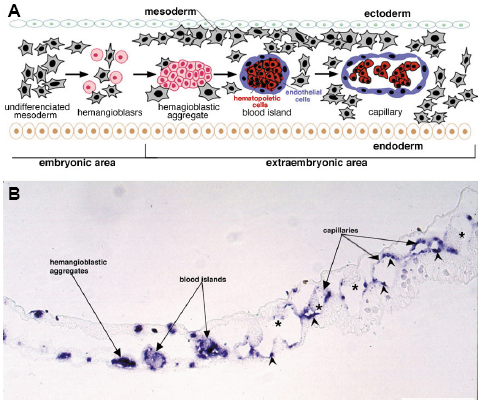 A
mesoderm
ectoderm
undifferenciated
mesoderm
hemangioblasrs
hemagioblastic
aggregate
hematopoietic
cells
endothelial
cells
blood island
capillary
endoderm
embryonic area
extraembryonic area
B
capillaries
hemangioblastic
aggregates
blood islands
*
*
*
*